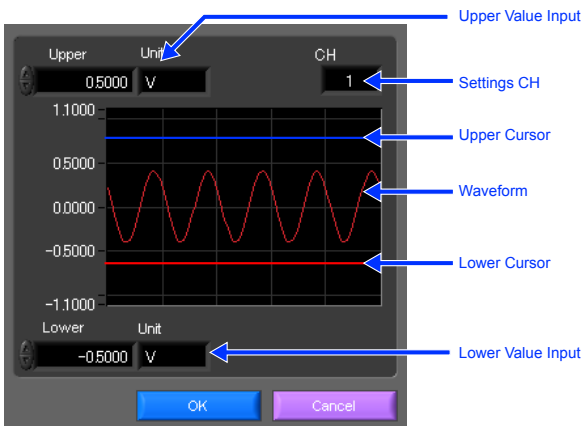 Upper Value Input
Upper Unit CH
0.5000 V 1
Settings CH
1.1000
Upper Cursor
0.5000
Waveform
0.0000
-0.5000
Lower Cursor
-1.1000
Lower Unit
-0.5000 V
Lower Value Input
OK Cancel